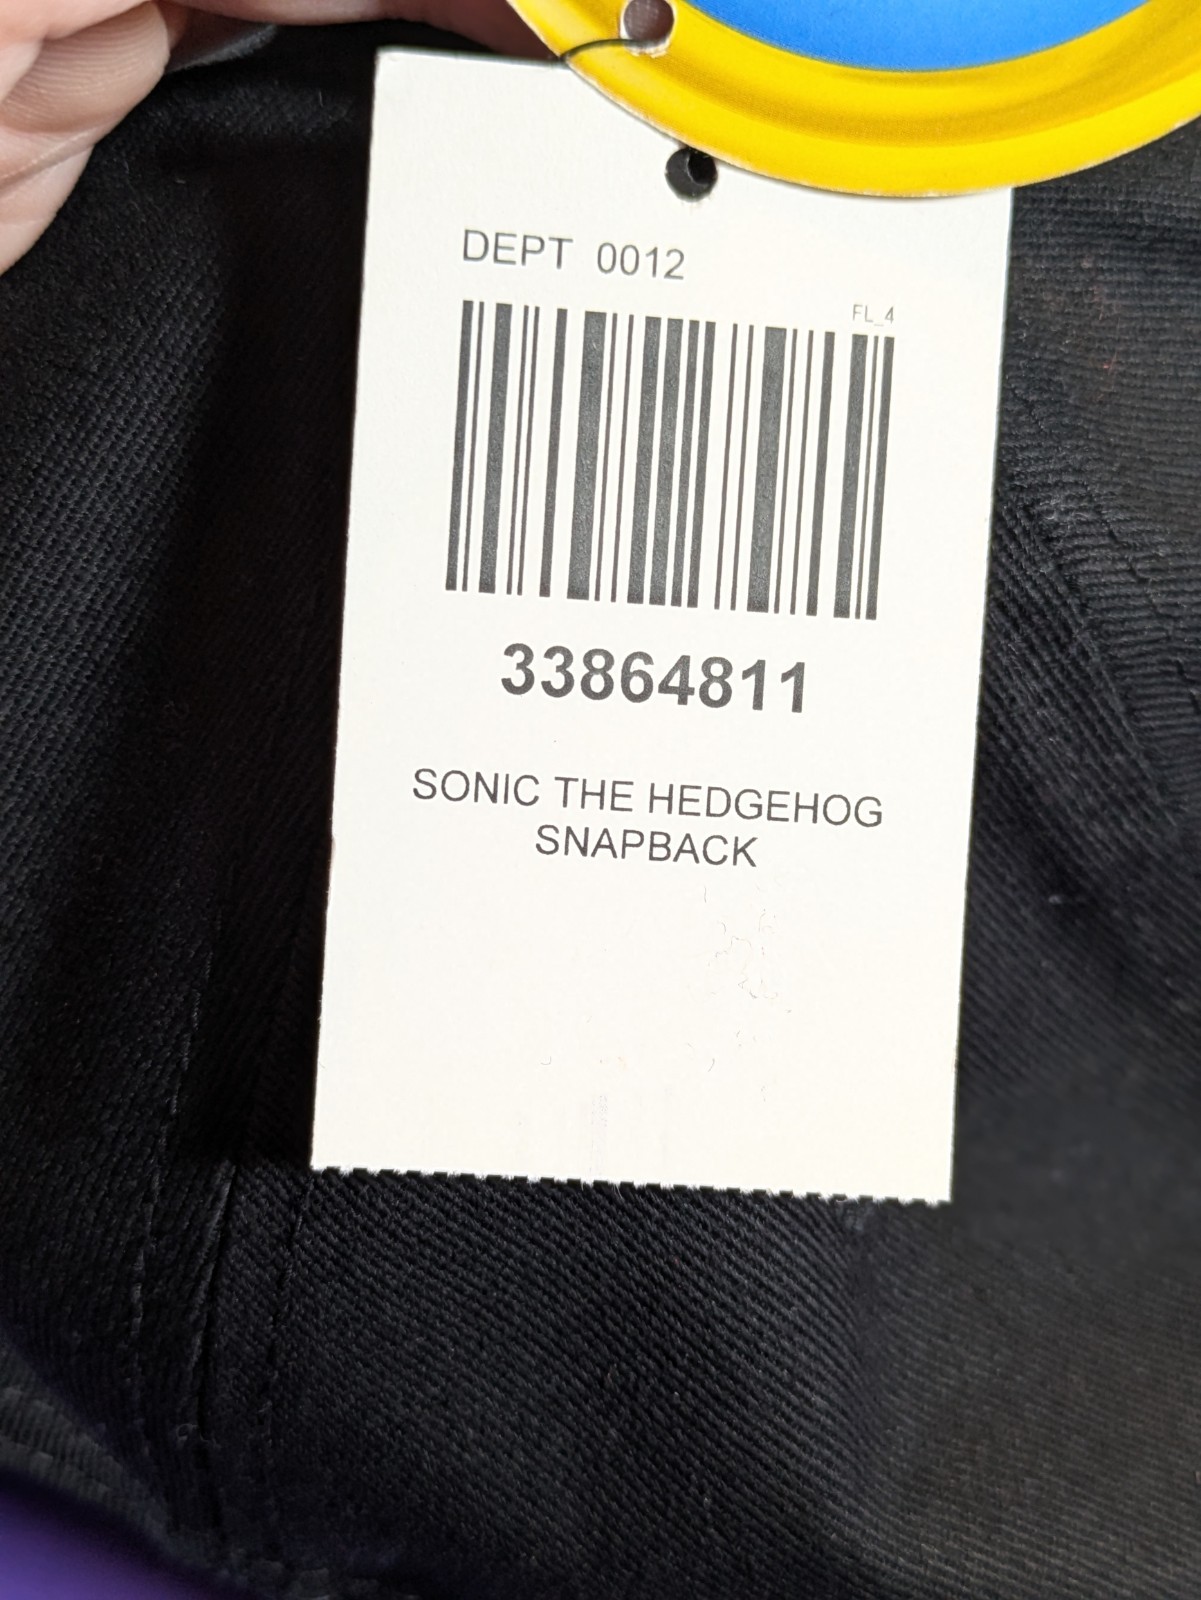 DEPT 0012
FL_4
33864811
SONIC THE HEDGEHOG
SNAPBACK